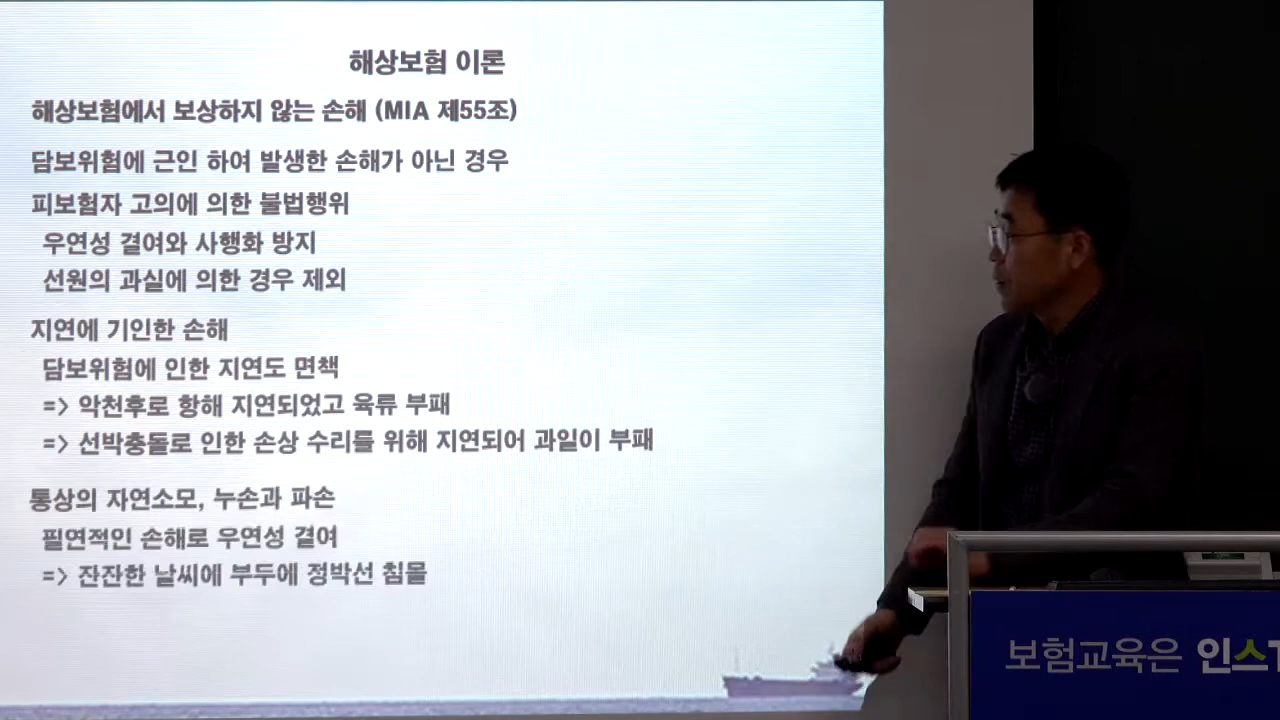 해상보험 이론
해상보험에서 보상하지 않는 손해 (MIA 제55조)
담보위험에 근인 하여 발생한 손해가 아닌 경우
피보험자 고의에 의한 불법행위
우연성 결여와 사행화 방지
선원의 과실에 의한 경우 제외
지연에 기인한 손해
담보위험에 인한 지연도 면책
=> 악천후로 항해 지연되었고 육류 부패
=> 선박충돌로 인한 손상 수리를 위해 지연되어 과일이 부패
통상의 자연소모, 누손과 파손
필연적인 손해로 우연성 결여
=> 잔잔한 날씨에 부두에 정박선 침몰
보험교육은 인스